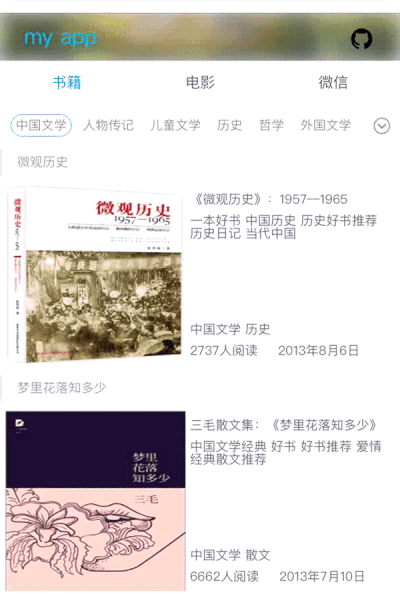 my app
书籍 电影 微信
中国文学 人物传记 儿童文学 历史 哲学 外国文学
微观历史
微观历史
1957—1965
《微观历史》：1957—1965
一本好书 中国历史 历史好书推荐
历史日记 当代中国
中国文学 历史
2737人阅读 2013年8月6日
梦里花落知多少
梦里
花落
知多少
三毛
三毛散文集：《梦里花落知多少》
中国文学经典 好书 好书推荐 爱情
经典散文推荐
中国文学 散文
6662人阅读 2013年7月10日